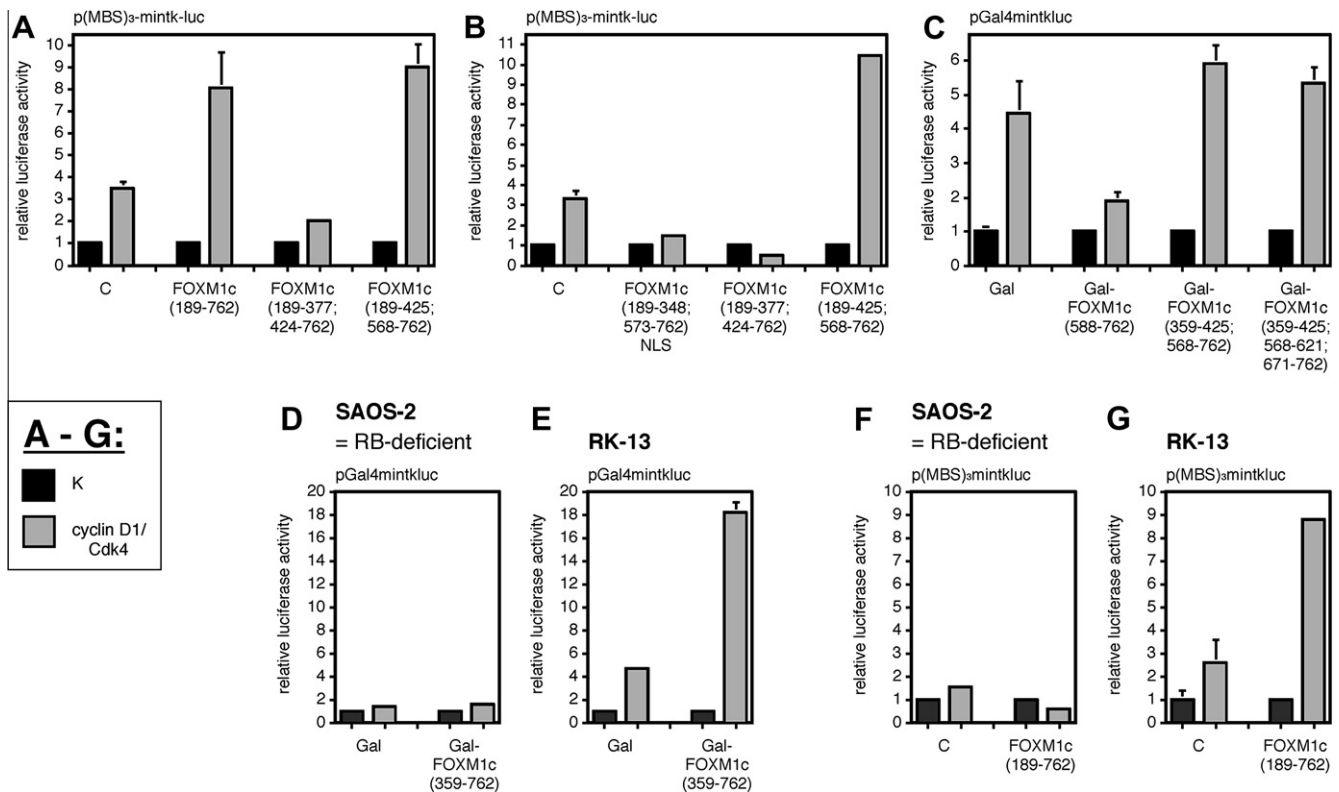 A
p(MBS)₃-mintk-luc
relative luciferase activity
10
9
8
7
6
5
4
3
2
1
0
C
FOXM1c
(189-762)
FOXM1c
(189-377;
424-762)
FOXM1c
(189-425;
568-762)
B
p(MBS)₃-mintk-luc
relative luciferase activity
11
10
9
8
7
6
5
4
3
2
1
0
C
FOXM1c
(189-348;
573-762)
NLS
FOXM1c
(189-377;
424-762)
FOXM1c
(189-425;
568-762)
C
pGal4mintkluc
relative luciferase activity
6
5
4
3
2
1
0
Gal
Gal-
FOXM1c
(588-762)
Gal-
FOXM1c
(359-425;
568-762)
Gal-
FOXM1c
(359-425;
568-621;
671-762)
A - G:
K
cyclin D1/
Cdk4
D
SAOS-2
= RB-deficient
pGal4mintkluc
relative luciferase activity
20
18
16
14
12
10
8
6
4
2
0
Gal
Gal-
FOXM1c
(359-762)
E
RK-13
pGal4mintkluc
relative luciferase activity
20
18
16
14
12
10
8
6
4
2
0
Gal
Gal-
FOXM1c
(359-762)
F
SAOS-2
= RB-deficient
p(MBS)₃mintkluc
relative luciferase activity
10
9
8
7
6
5
4
3
2
1
0
C
FOXM1c
(189-762)
G
RK-13
p(MBS)₃mintkluc
relative luciferase activity
10
9
8
7
6
5
4
3
2
1
0
C
FOXM1c
(189-762)